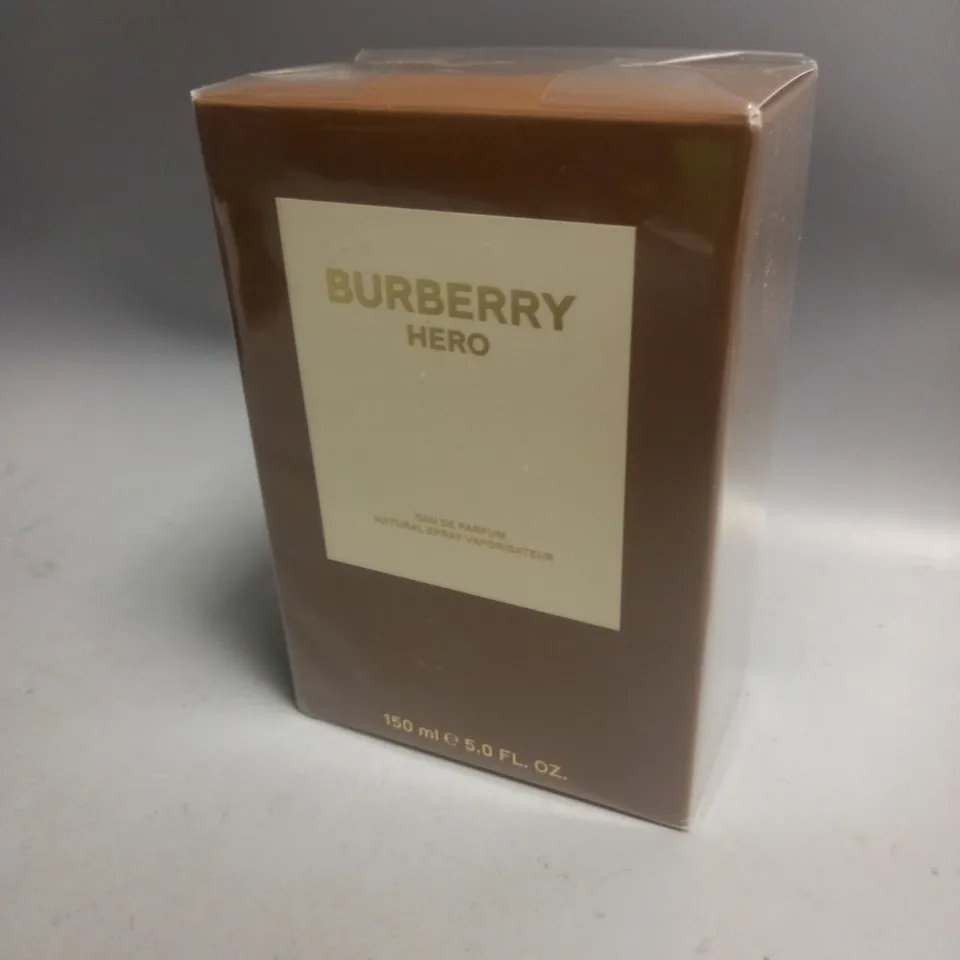 BURBERRY
HERO
EAU DE PARFUM
NATURAL SPRAY·VAPORISATEUR
150 ml ℮ 5.0 FL. OZ.